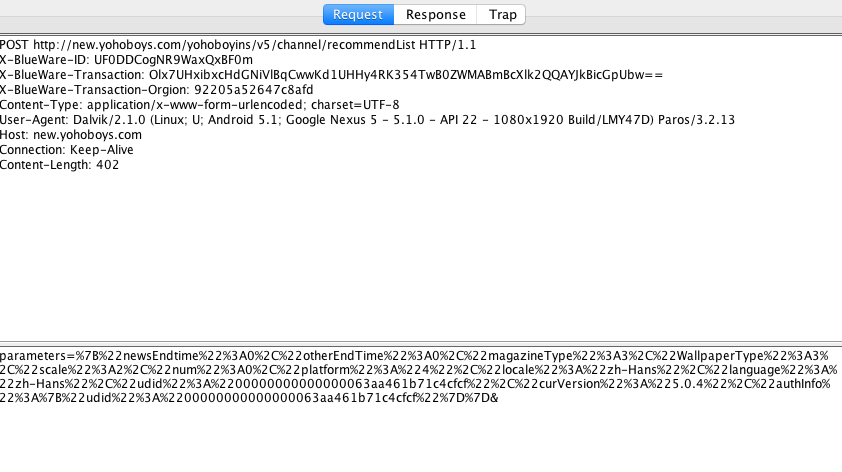 Request Response Trap
POST http://new.yohoboys.com/yohoboyins/v5/channel/recommendList HTTP/1.1
X-BlueWare-ID: UF0DDCogNR9WaxQxBF0m
X-BlueWare-Transaction: Olx7UHxibxcHdGNiVlBqCwwKd1UHHy4RK354TwB0ZWMABmBcXlk2QQAYJkBicGpUbw==
X-BlueWare-Transaction-Orgion: 92205a52647c8afd
Content-Type: application/x-www-form-urlencoded; charset=UTF-8
User-Agent: Dalvik/2.1.0 (Linux; U; Android 5.1; Google Nexus 5 - 5.1.0 - API 22 - 1080x1920 Build/LMY47D) Paros/3.2.13
Host: new.yohoboys.com
Connection: Keep-Alive
Content-Length: 402
parameters=%7B%22newsEndtime%22%3A0%2C%22otherEndTime%22%3A0%2C%22magazineType%22%3A3%2C%22WallpaperType%22%3A3%
2C%22scale%22%3A2%2C%22num%22%3A0%2C%22platform%22%3A%224%22%2C%22locale%22%3A%22zh-Hans%22%2C%22language%22%3A%
22zh-Hans%22%2C%22udid%22%3A%220000000000000000063aa461b71c4cfcf%22%2C%22curVersion%22%3A%225.0.4%22%2C%22authInfo%
22%3A%7B%22udid%22%3A%220000000000000000063aa461b71c4cfcf%22%7D%7D&